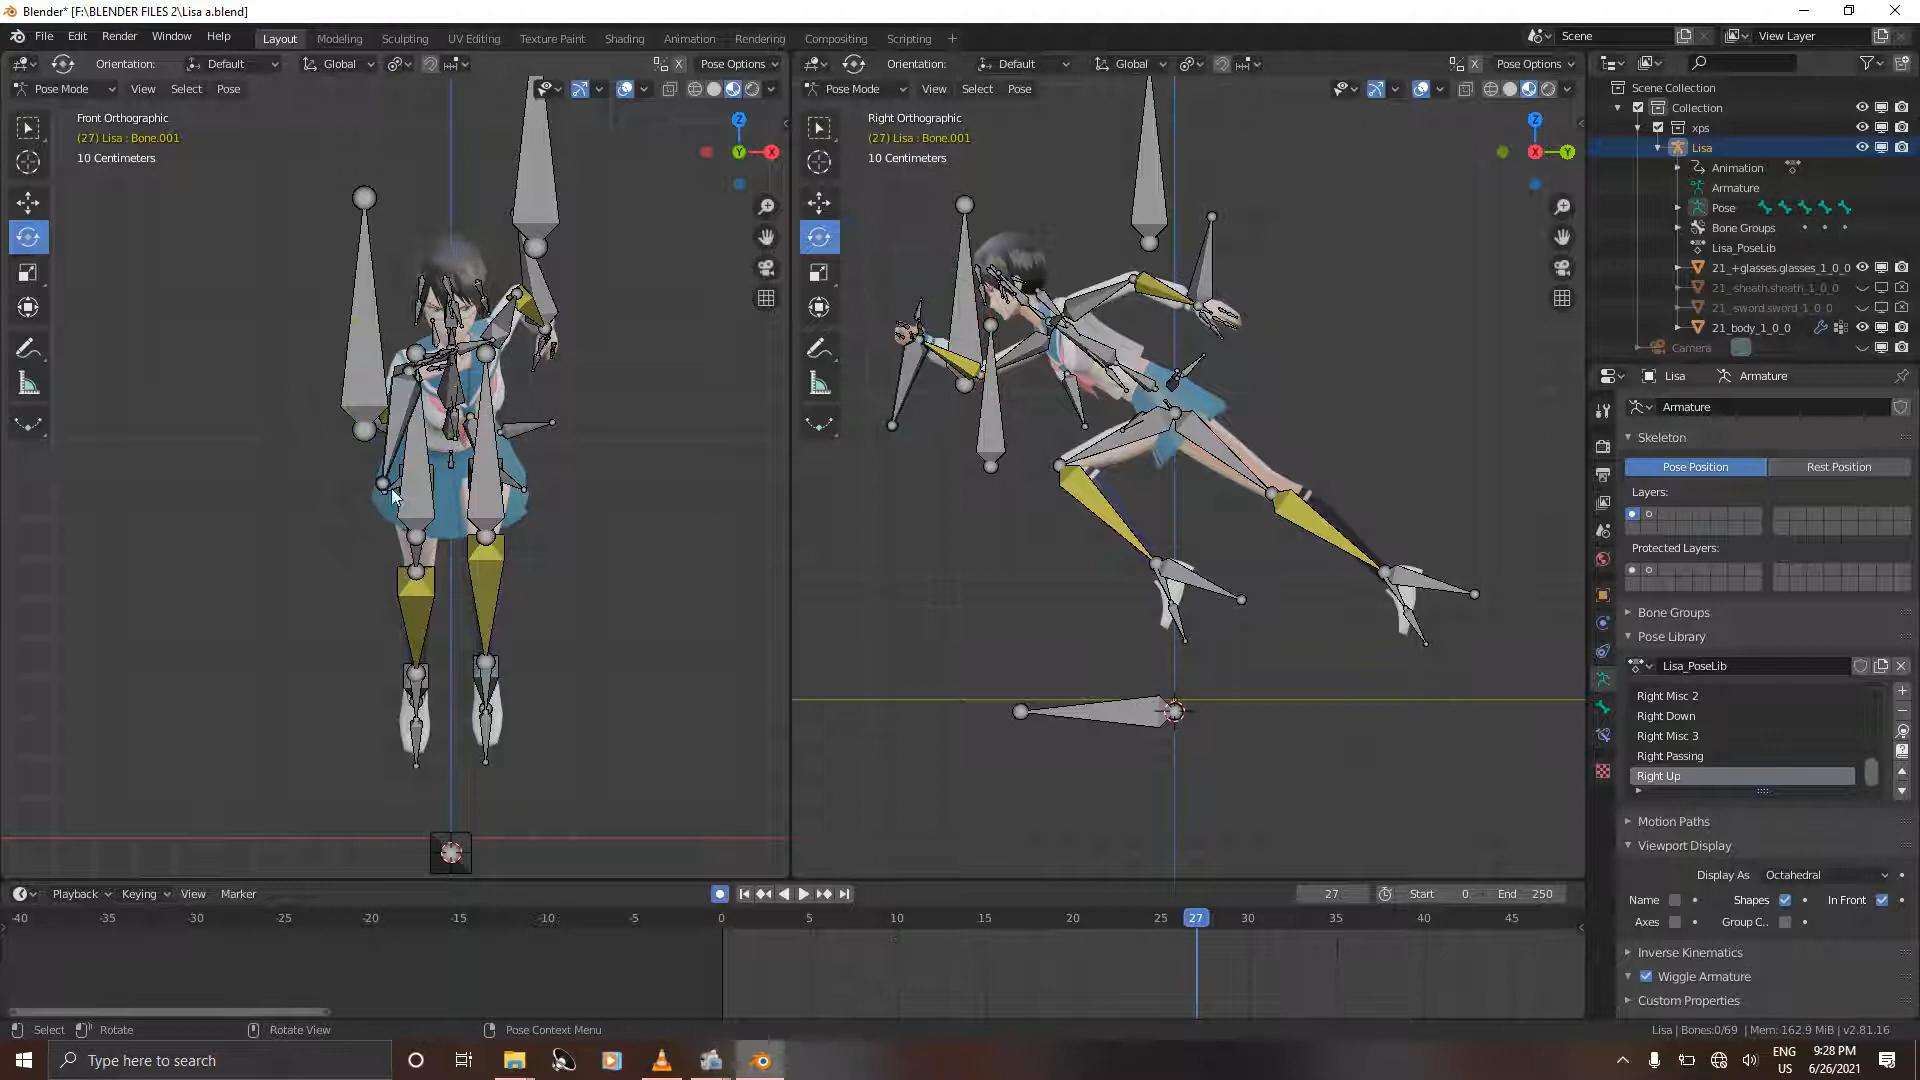 Blender* [F:\BLENDER FILES 2\Lisa a.blend]
File Edit Render Window Help Layout Modeling Sculpting UV Editing Texture Paint Shading Animation Rendering Compositing Scripting + Scene View Layer
Orientation: Default Global X Pose Options
Orientation: Default Global X Pose Options
Pose Mode View Select Pose
Pose Mode View Select Pose
Front Orthographic
(27) Lisa : Bone.001
10 Centimeters
Z
Y
X
Right Orthographic
(27) Lisa : Bone.001
10 Centimeters
Z
X
Y
Scene Collection
Collection
xps
Lisa
Animation
Armature
Pose
Bone Groups
Lisa_PoseLib
21_+glasses.glasses_1_0_0
21_-sheath.sheath_1_0_0
21_-sword.sword_1_0_0
21_body_1_0_0
Camera
Lisa Armature
Armature
Skeleton
Pose Position Rest Position
Layers:
Protected Layers:
Bone Groups
Pose Library
Lisa_PoseLib
Right Misc 2
Right Down
Right Misc 3
Right Passing
Right Up
Motion Paths
Viewport Display
Display As Octahedral
Name Shapes In Front
Axes Group C..
Inverse Kinematics
Wiggle Armature
Custom Properties
Playback Keying View Marker 27 Start 0 End 250
-40 -35 -30 -25 -20 -15 -10 -5 0 5 10 15 20 25 27 30 35 40 45
Select Rotate Rotate View Pose Context Menu Lisa | Bones:0/69 | Mem: 162.9 MiB | v2.81.16
Type here to search
ENG
US
9:28 PM
6/26/2021